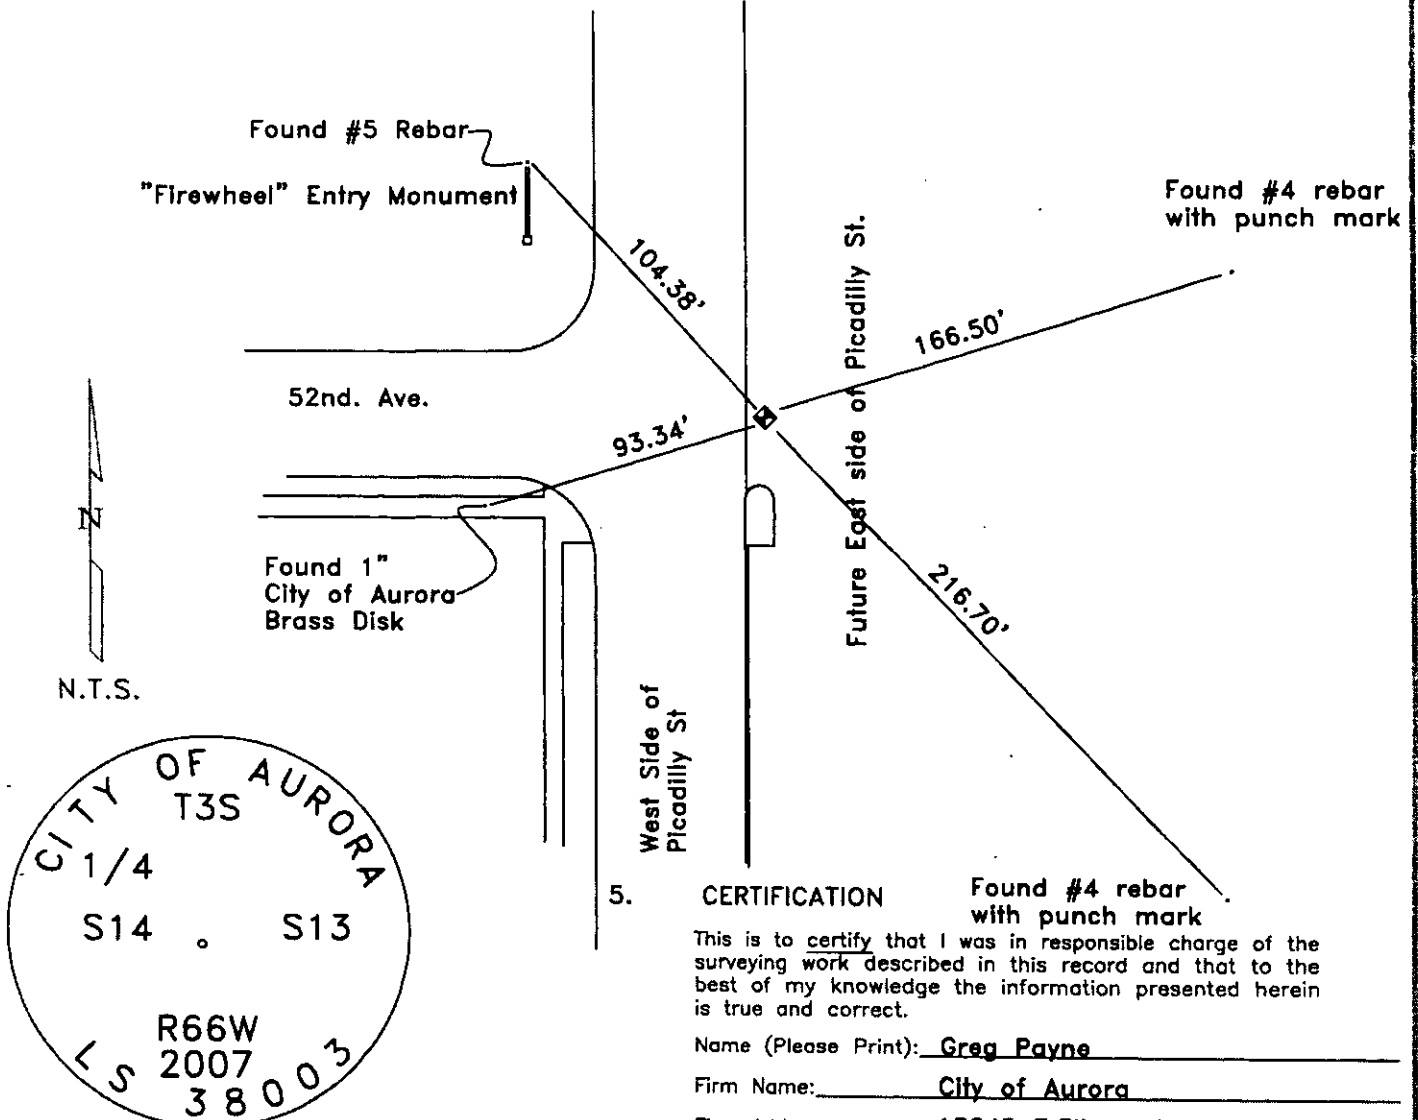 Found #5 Rebar
"Firewheel" Entry Monument
Found #4 rebar
with punch mark
104.38'
166.50'
Future East side of Picadilly St.
52nd. Ave.
93.34'
N
Found 1"
City of Aurora
Brass Disk
216.70'
N.T.S.
West Side of
Picadilly St
CITY OF AURORA
T3S
1/4
S14 S13
R66W
2007
LS 38003
5. CERTIFICATION
Found #4 rebar
with punch mark
This is to certify that I was in responsible charge of the
surveying work described in this record and that to the
best of my knowledge the information presented herein
is true and correct.
Name (Please Print): Greg Payne
Firm Name: City of Aurora